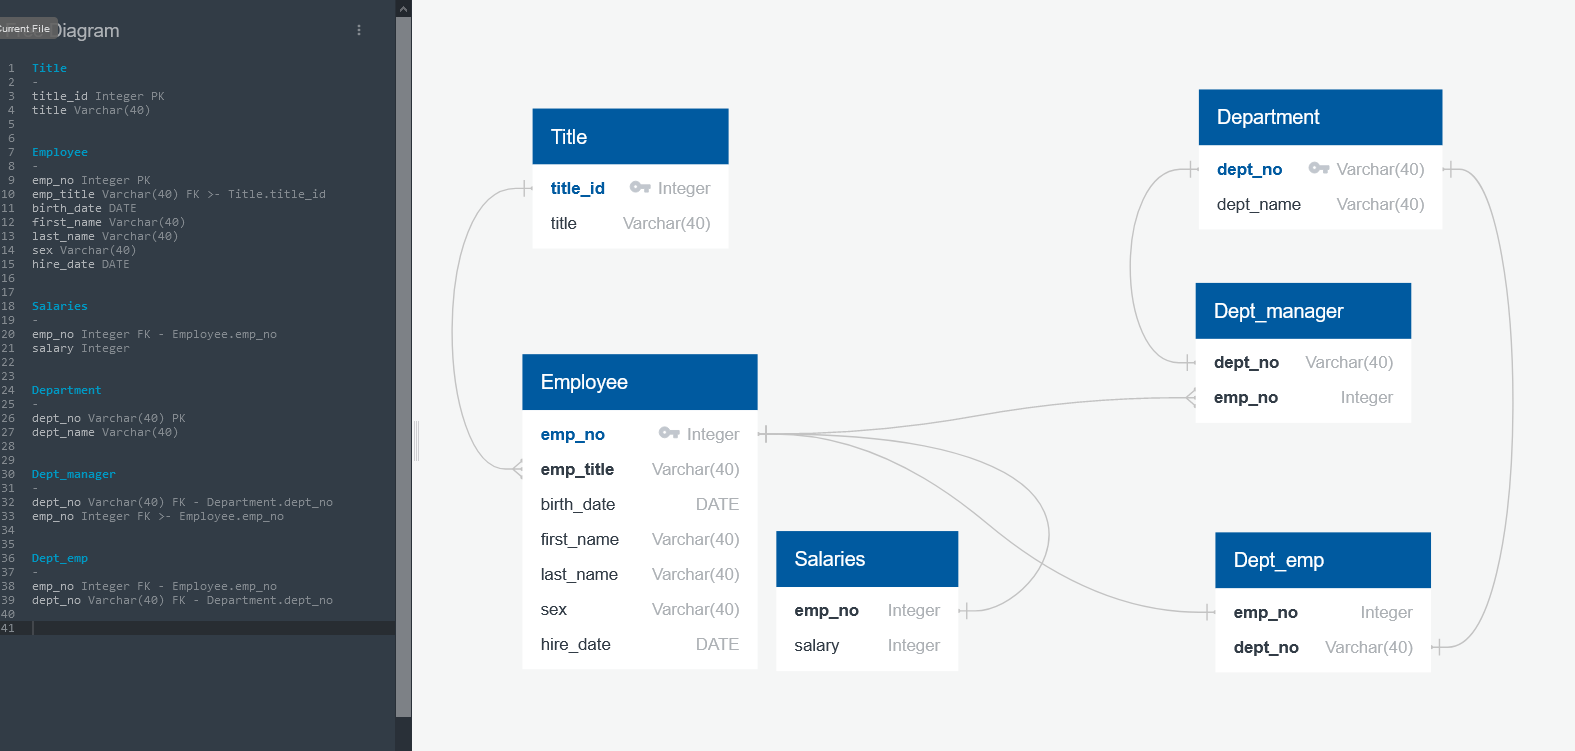 Current File
Diagram
1 Title
2 -
3 title_id Integer PK
4 title Varchar(40)
5
6
7 Employee
8 -
9 emp_no Integer PK
10 emp_title Varchar(40) FK >- Title.title_id
11 birth_date DATE
12 first_name Varchar(40)
13 last_name Varchar(40)
14 sex Varchar(40)
15 hire_date DATE
16
17
18 Salaries
19 -
20 emp_no Integer FK - Employee.emp_no
21 salary Integer
22
23
24 Department
25 -
26 dept_no Varchar(40) PK
27 dept_name Varchar(40)
28
29
30 Dept_manager
31 -
32 dept_no Varchar(40) FK - Department.dept_no
33 emp_no Integer FK >- Employee.emp_no
34
35
36 Dept_emp
37 -
38 emp_no Integer FK - Employee.emp_no
39 dept_no Varchar(40) FK - Department.dept_no
40
41
Title
title_id Integer
title Varchar(40)
Employee
emp_no Integer
emp_title Varchar(40)
birth_date DATE
first_name Varchar(40)
last_name Varchar(40)
sex Varchar(40)
hire_date DATE
Salaries
emp_no Integer
salary Integer
Department
dept_no Varchar(40)
dept_name Varchar(40)
Dept_manager
dept_no Varchar(40)
emp_no Integer
Dept_emp
emp_no Integer
dept_no Varchar(40)